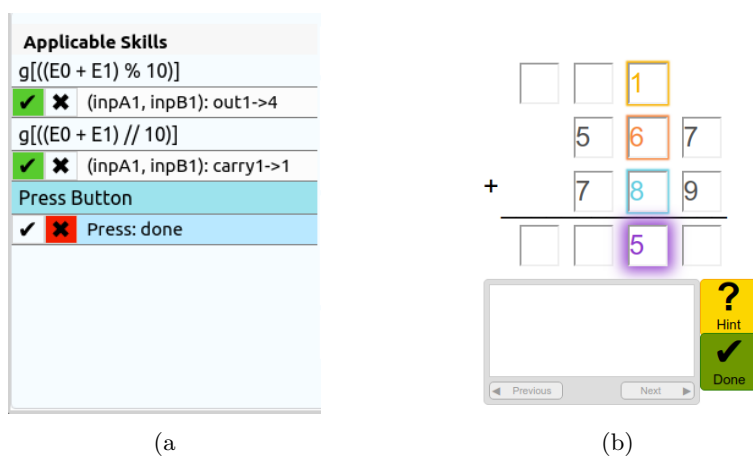 Applicable Skills
g[((E0 + E1) % 10)]
✔ ✖ (inpA1, inpB1): out1->4
g[((E0 + E1) // 10)]
✔ ✖ (inpA1, inpB1): carry1->1
Press Button
✔ ✖ Press: done
(a
1
5 6 7
+ 7 8 9
5
?
Hint
✔
Done
◀ Previous Next ▶
(b)